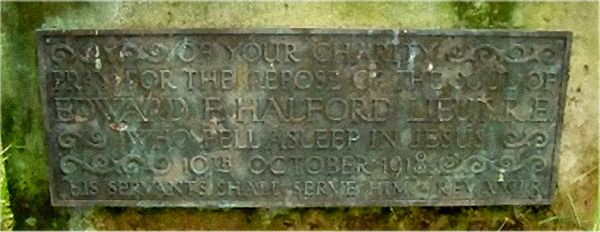 OF YOUR CHARITY
PRAY FOR THE REPOSE OF THE SOUL OF
EDWARD F. HALFORD LIEUT. R.E
WHO FELL ASLEEP IN JESUS
10TH OCTOBER 1918
HIS SERVANTS SHALL SERVE HIM REV.